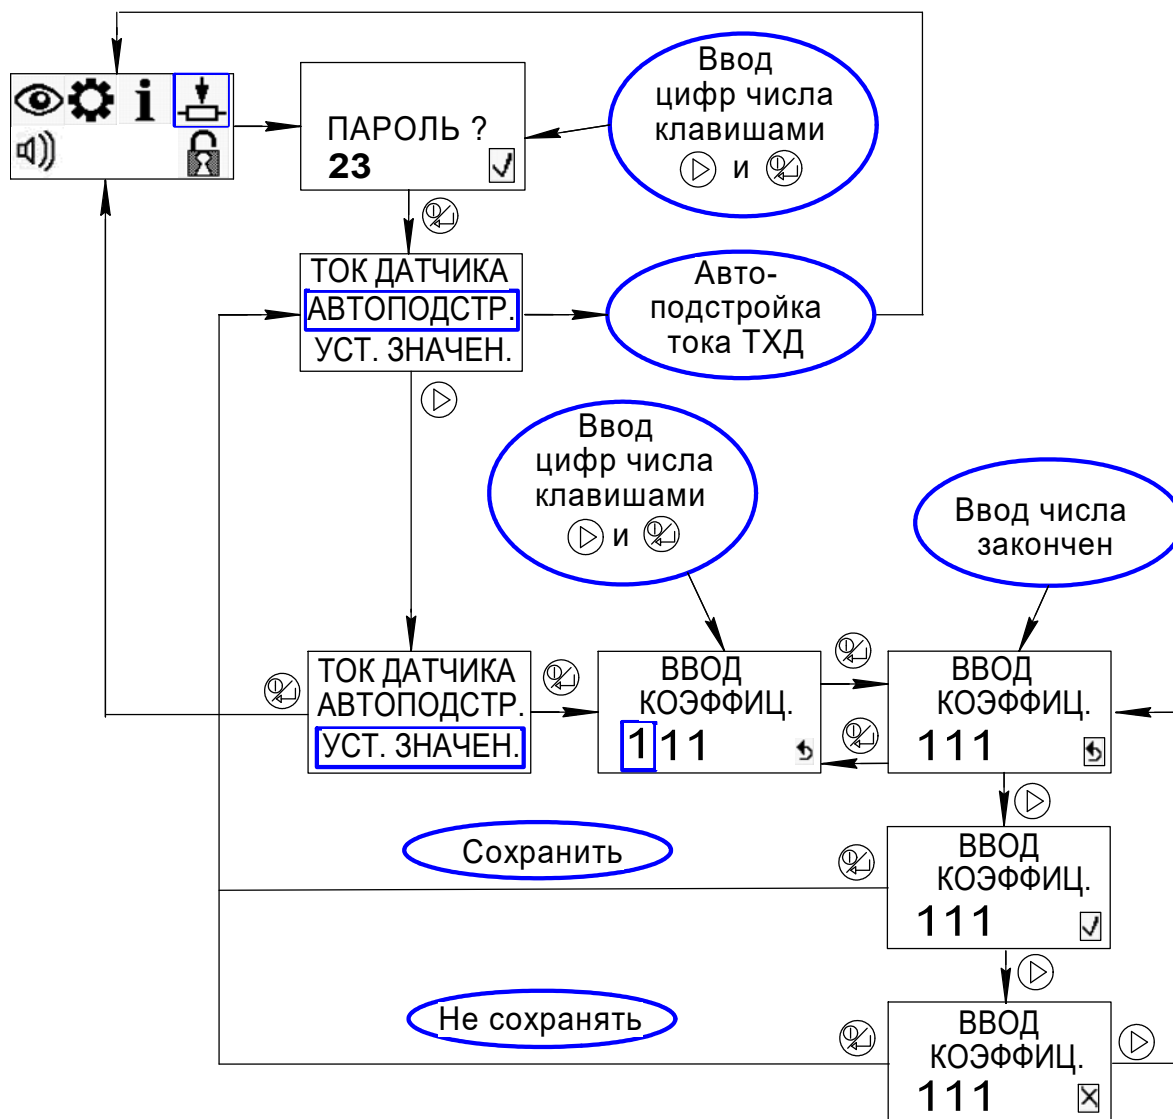 Ввод
цифр числа
клавишами
и
ПАРОЛЬ ?
23
ТОК ДАТЧИКА
АВТОПОДСТР.
УСТ. ЗНАЧЕН.
Авто-
подстройка
тока ТХД
Ввод
цифр числа
клавишами
и
Ввод числа
закончен
ТОК ДАТЧИКА
АВТОПОДСТР.
УСТ. ЗНАЧЕН.
ВВОД
КОЭФФИЦ.
111
ВВОД
КОЭФФИЦ.
111
Сохранить
ВВОД
КОЭФФИЦ.
111
Не сохранять
ВВОД
КОЭФФИЦ.
111